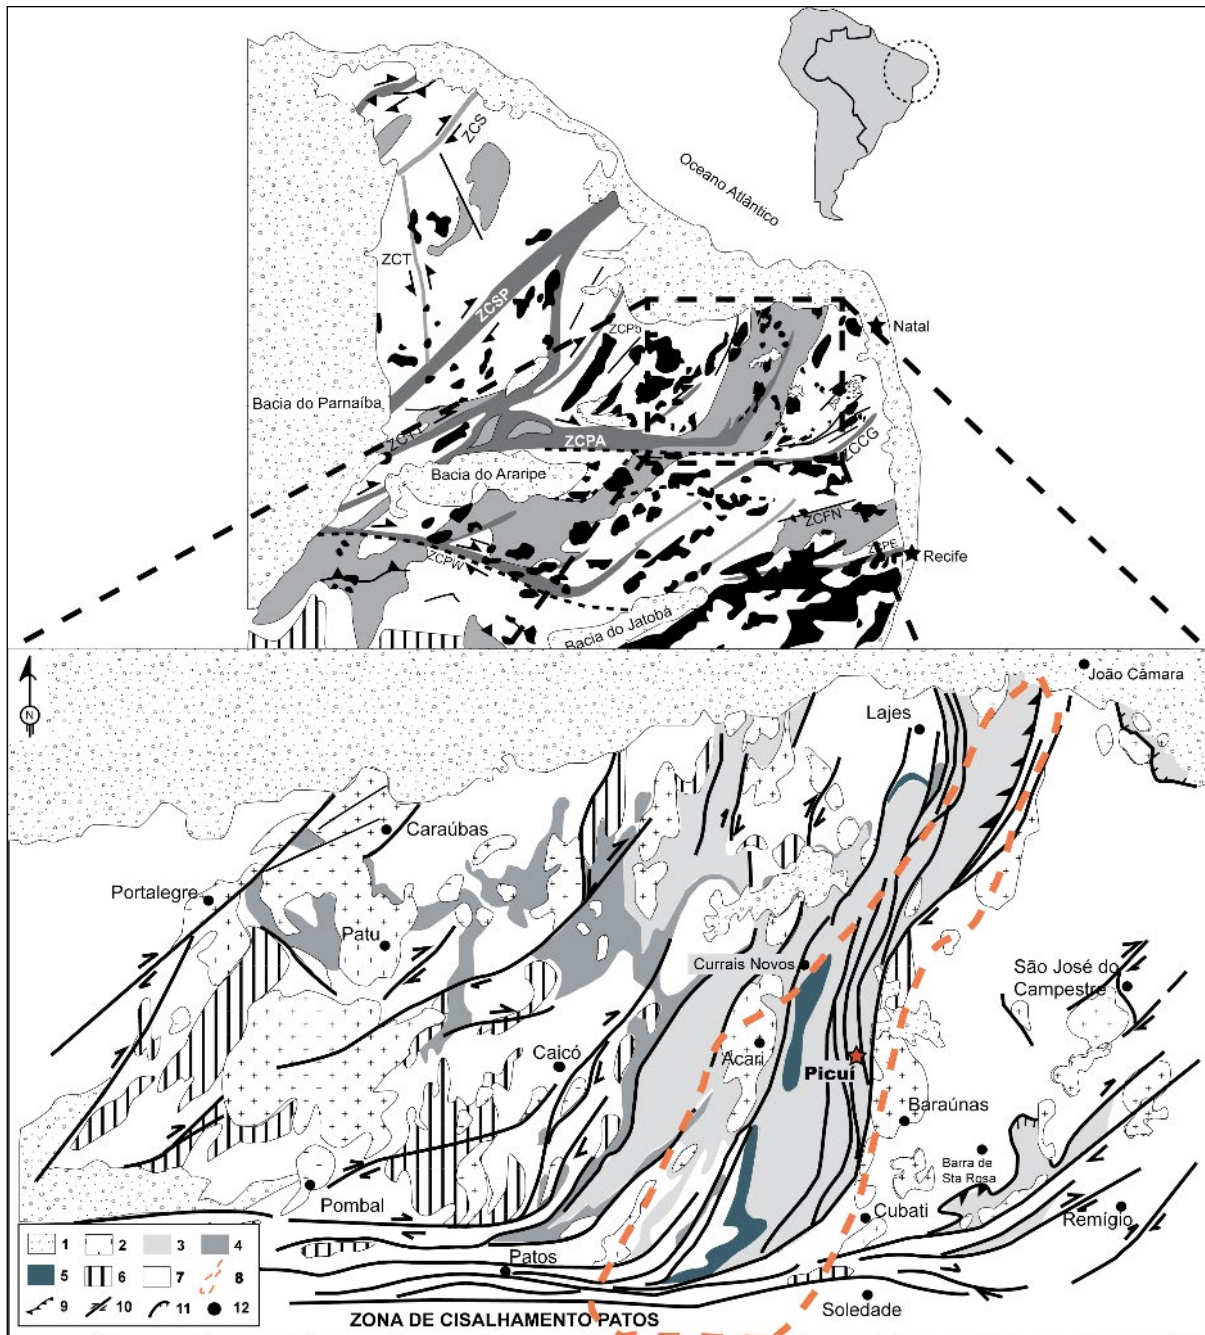 Oceano Atlântico
ZCS
ZCT
ZCSP
ZCPb
Natal
Bacia do Parnaíba
ZCPA
ZCCG
Bacia do Araripe
ZCFN
ZCPE
Recife
ZCPW
Bacia do Jatobá
N
João Câmara
Lajes
Caraúbas
Portalegre
Patu
Currais Novos
São José do
Campestre
Caicó
Acari
Picuí
Baraúnas
Barra de
Sta Rosa
Pombal
Cubati
Remígio
Patos
Soledade
ZONA DE CISALHAMENTO PATOS
1 2 3 4
5 6 7 8
9 10 11 12